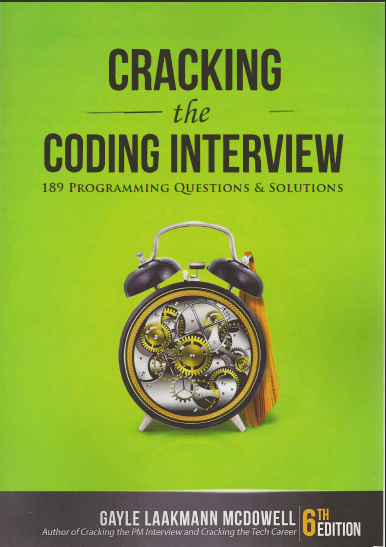 CRACKING
the
CODING INTERVIEW
189 PROGRAMMING QUESTIONS & SOLUTIONS
GAYLE LAAKMANN MCDOWELL
Author of Cracking the PM Interview and Cracking the Tech Career
6TH EDITION